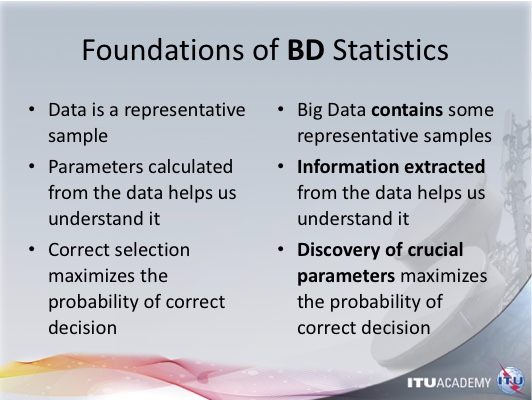 Foundations of BD Statistics
• Data is a representative
sample
• Parameters calculated
from the data helps us
understand it
• Correct selection
maximizes the
probability of correct
decision
• Big Data contains some
representative samples
• Information extracted
from the data helps us
understand it
• Discovery of crucial
parameters maximizes
the probability of
correct decision
ITUACADEMY
ITU